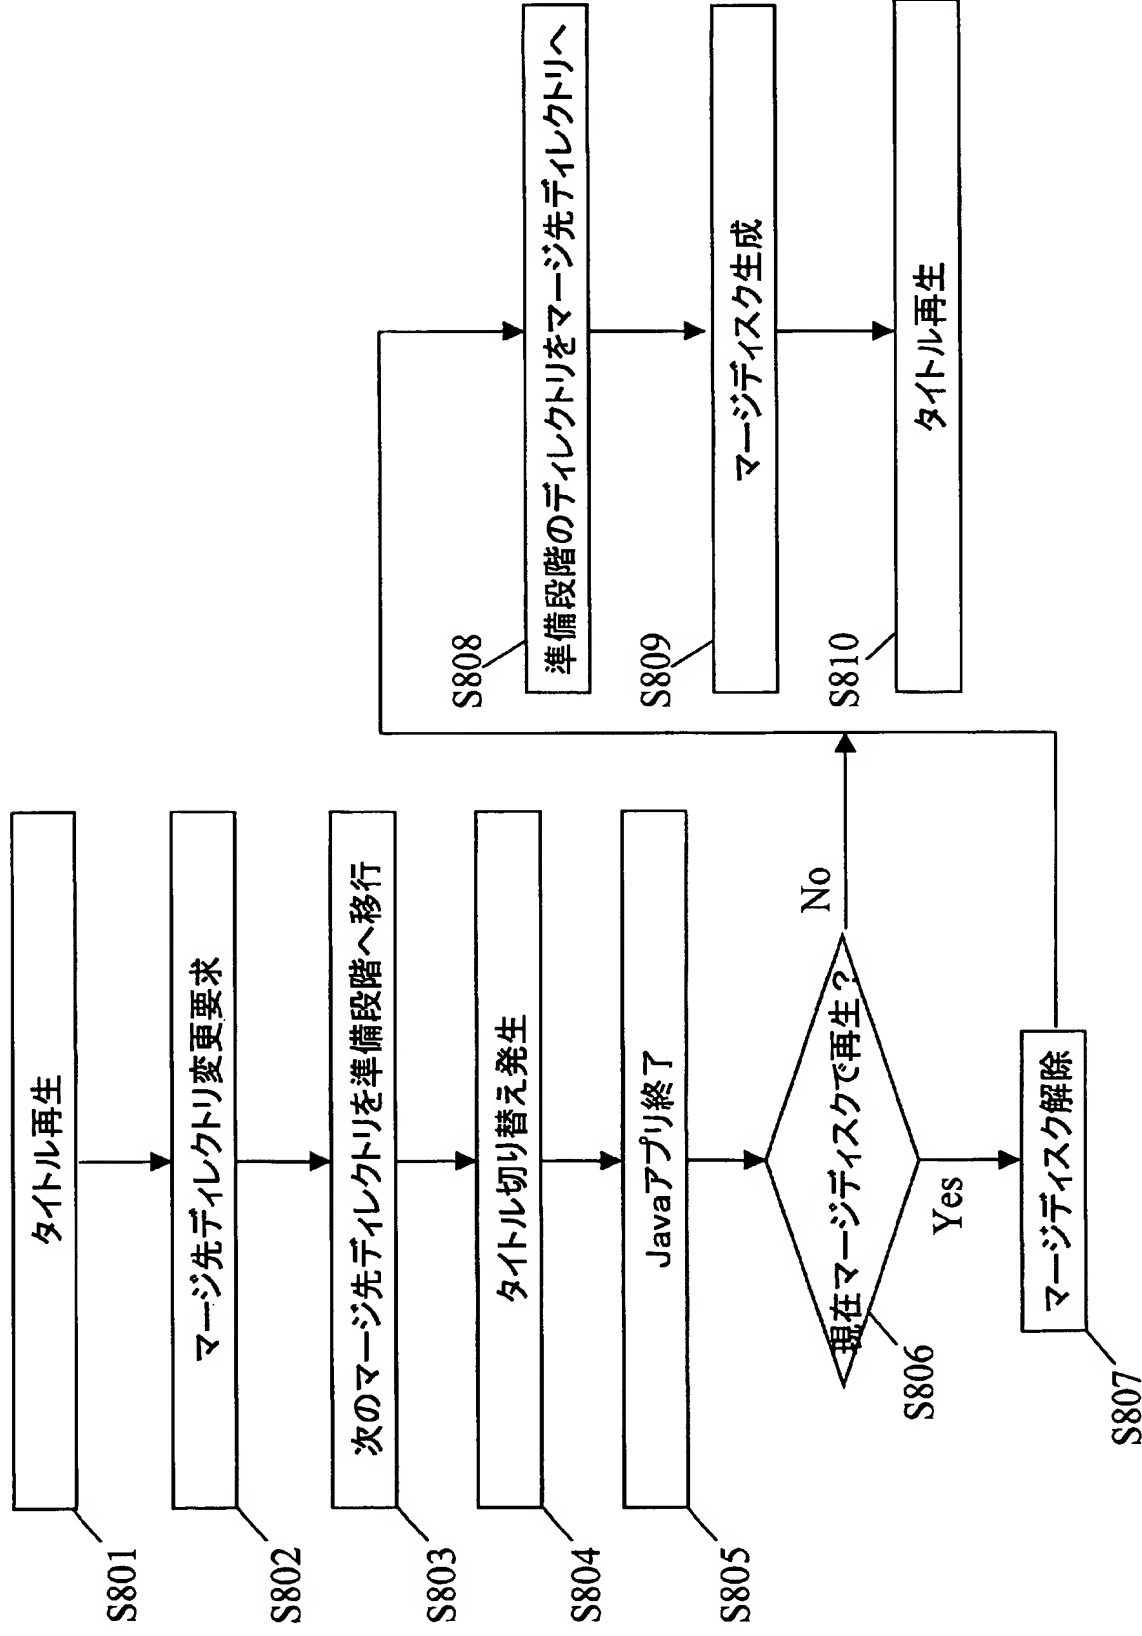 タイトル再生
S801
マージ先ディレクトリ変更要求
S802
次のマージ先ディレクトリを準備段階へ移行
S803
タイトル切り替え発生
S804
Javaアプリ終了
S805
現在マージディスクで再生？
S806
No
Yes
マージディスク解除
S807
準備段階のディレクトリをマージ先ディレクトリへ
S808
マージディスク生成
S809
タイトル再生
S810